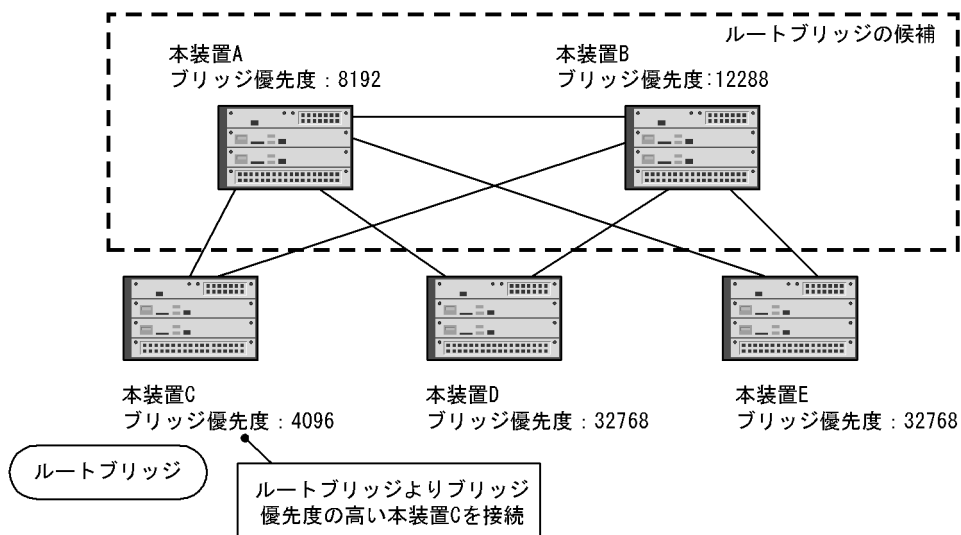 ルートブリッジの候補
本装置A
ブリッジ優先度：8192
本装置B
ブリッジ優先度：12288
本装置C
ブリッジ優先度：4096
本装置D
ブリッジ優先度：32768
本装置E
ブリッジ優先度：32768
ルートブリッジ
ルートブリッジよりブリッジ
優先度の高い本装置Cを接続